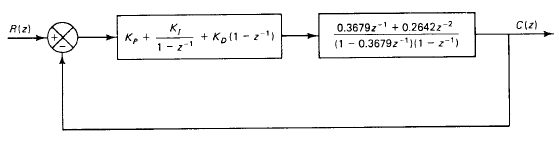 R(z)
+
−
K_P + K_I / (1 − z⁻¹) + K_D (1 − z⁻¹)
0.3679z⁻¹ + 0.2642z⁻² / (1 − 0.3679z⁻¹)(1 − z⁻¹)
C(z)